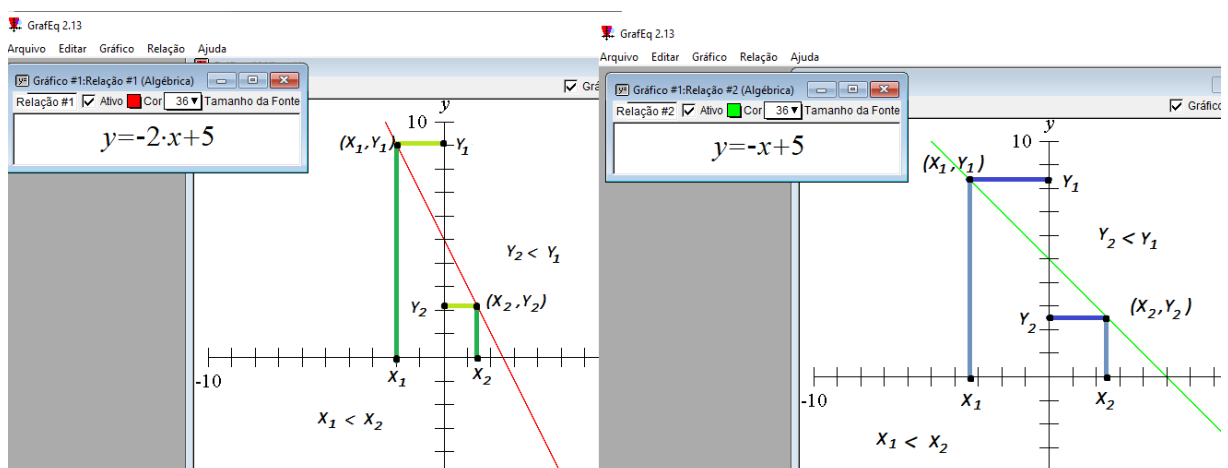 GrafEq 2.13
Arquivo Editar Gráfico Relação Ajuda
Gráfico #1:Relação #1 (Algébrica)
Relação #1 Ativo Cor 36 Tamanho da Fonte
y=-2·x+5
y
10
(X₁,Y₁)
Y₁
Y₂ < Y₁
Y₂
(X₂,Y₂)
-10
X₁
X₂
X₁ < X₂
GrafEq 2.13
Arquivo Editar Gráfico Relação Ajuda
Gráfico #1:Relação #2 (Algébrica)
Gráfico
Relação #2 Ativo Cor 36 Tamanho da Fonte
y=-x+5
y
10
(X₁,Y₁)
Y₁
Y₂ < Y₁
(X₂,Y₂)
Y₂
-10
X₁
X₂
X₁ < X₂